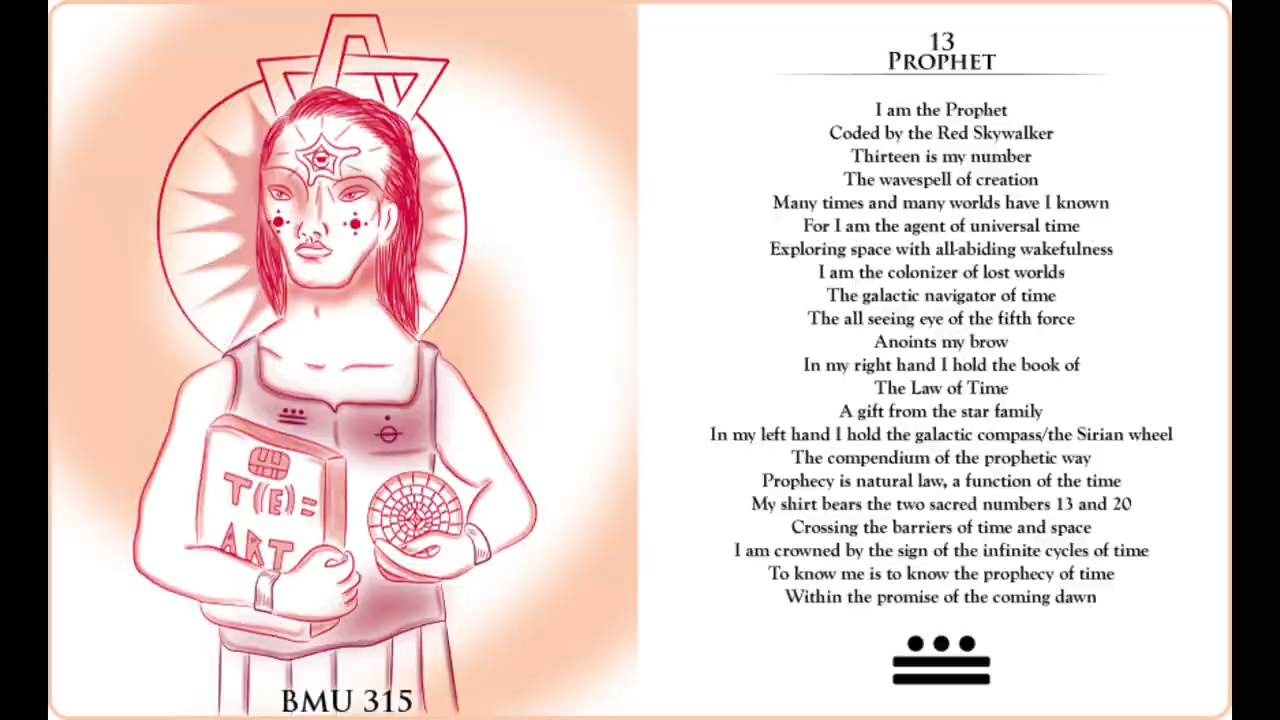 T(E)=
ART
BMU 315
13
PROPHET
I am the Prophet
Coded by the Red Skywalker
Thirteen is my number
The wavespell of creation
Many times and many worlds have I known
For I am the agent of universal time
Exploring space with all-abiding wakefulness
I am the colonizer of lost worlds
The galactic navigator of time
The all seeing eye of the fifth force
Anoints my brow
In my right hand I hold the book of
The Law of Time
A gift from the star family
In my left hand I hold the galactic compass/the Sirian wheel
The compendium of the prophetic way
Prophecy is natural law, a function of the time
My shirt bears the two sacred numbers 13 and 20
Crossing the barriers of time and space
I am crowned by the sign of the infinite cycles of time
To know me is to know the prophecy of time
Within the promise of the coming dawn